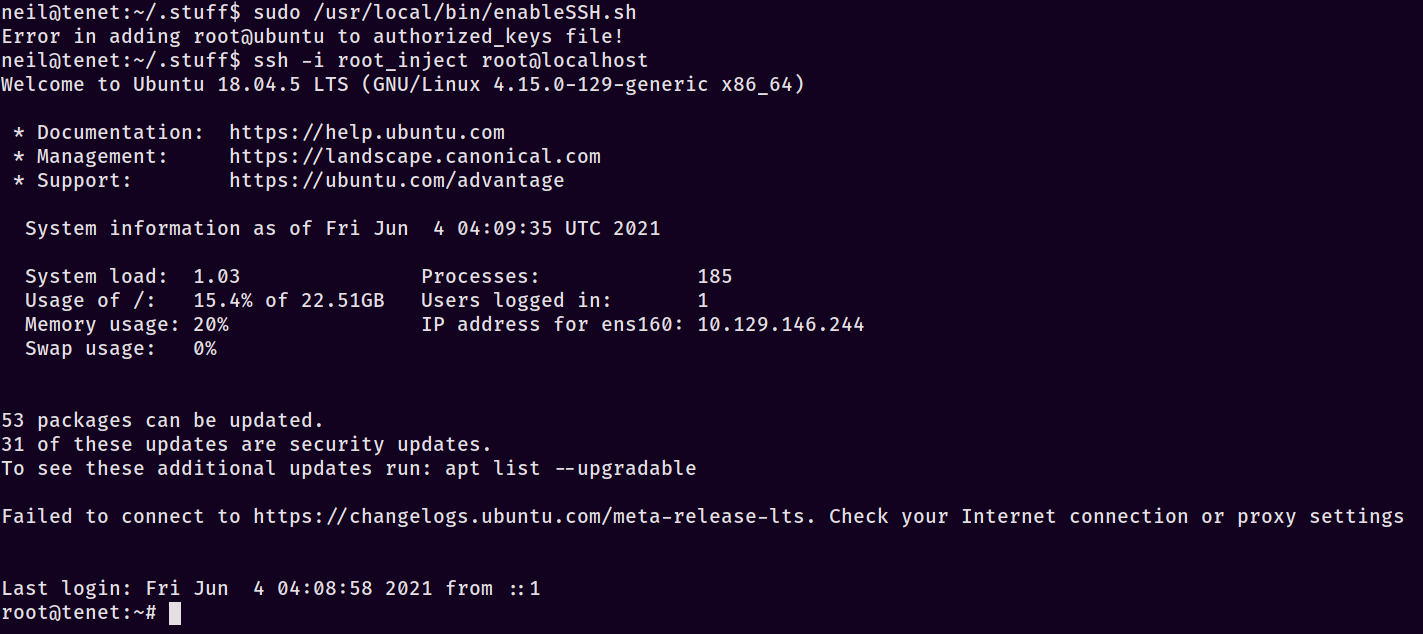 neil@tenet:~/.stuff$ sudo /usr/local/bin/enableSSH.sh
Error in adding root@ubuntu to authorized_keys file!
neil@tenet:~/.stuff$ ssh -i root_inject root@localhost
Welcome to Ubuntu 18.04.5 LTS (GNU/Linux 4.15.0-129-generic x86_64)

 * Documentation:  https://help.ubuntu.com
 * Management:     https://landscape.canonical.com
 * Support:        https://ubuntu.com/advantage

  System information as of Fri Jun  4 04:09:35 UTC 2021

  System load:  1.03               Processes:             185
  Usage of /:   15.4% of 22.51GB   Users logged in:       1
  Memory usage: 20%                IP address for ens160: 10.129.146.244
  Swap usage:   0%


53 packages can be updated.
31 of these updates are security updates.
To see these additional updates run: apt list --upgradable

Failed to connect to https://changelogs.ubuntu.com/meta-release-lts. Check your Internet connection or proxy settings


Last login: Fri Jun  4 04:08:58 2021 from ::1
root@tenet:~#